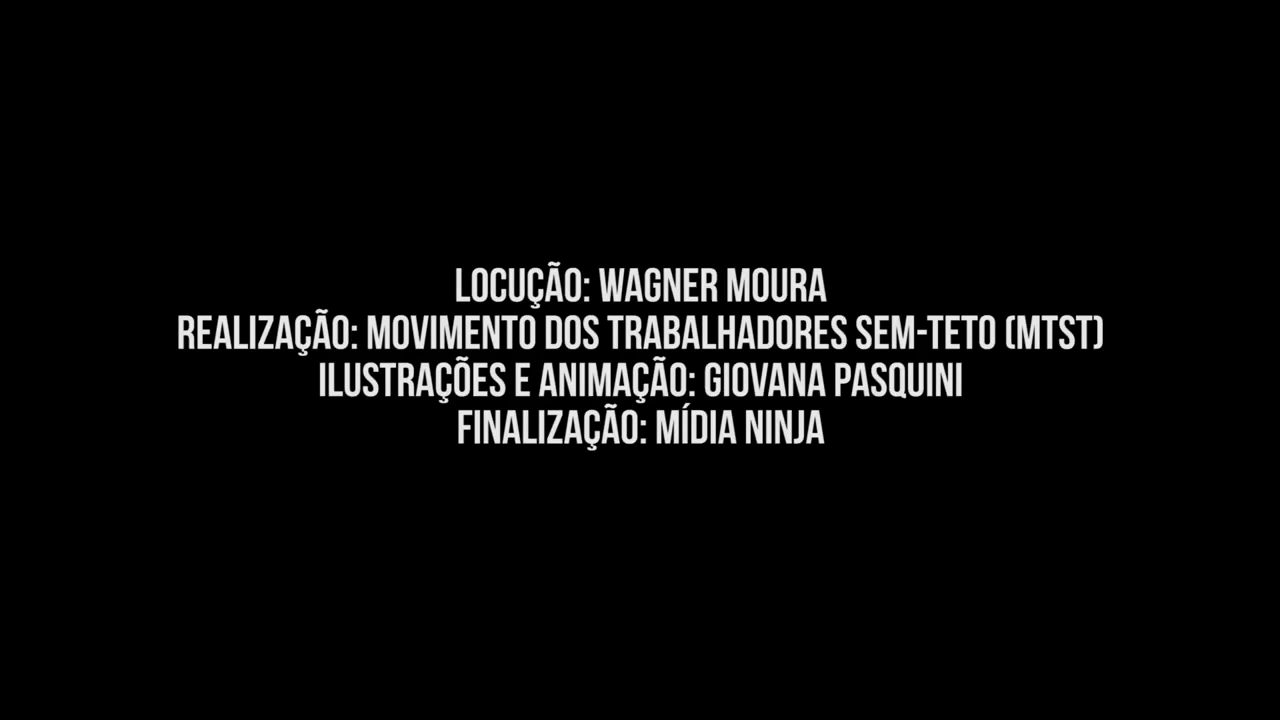 LOCUÇÃO: WAGNER MOURA
REALIZAÇÃO: MOVIMENTO DOS TRABALHADORES SEM-TETO (MTST)
ILUSTRAÇÕES E ANIMAÇÃO: GIOVANA PASQUINI
FINALIZAÇÃO: MÍDIA NINJA